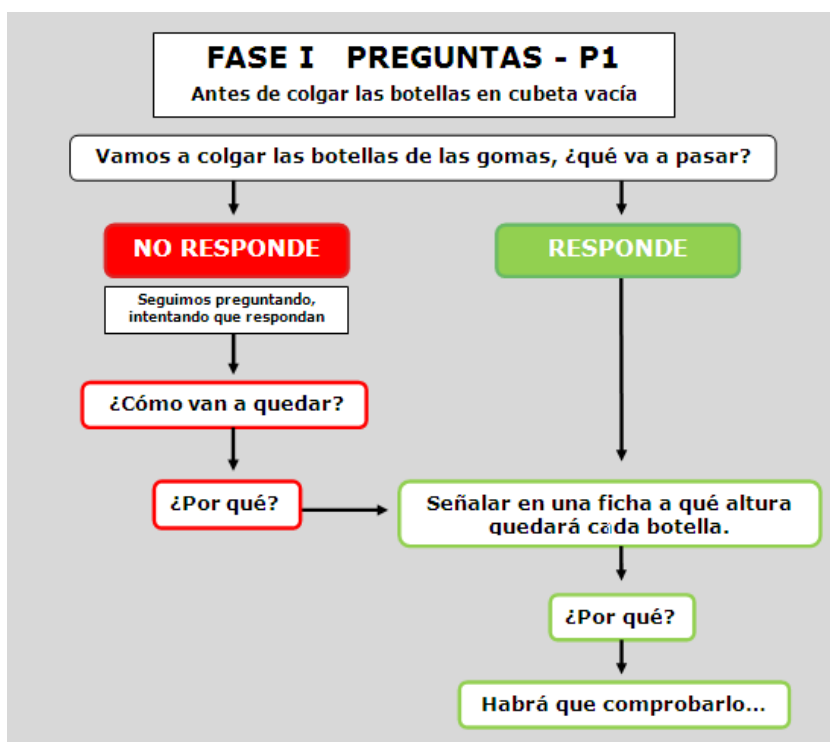 FASE I PREGUNTAS - P1
Antes de colgar las botellas en cubeta vacía
Vamos a colgar las botellas de las gomas, ¿qué va a pasar?
NO RESPONDE
RESPONDE
Seguimos preguntando,
intentando que respondan
¿Cómo van a quedar?
¿Por qué?
Señalar en una ficha a qué altura
quedará cada botella.
¿Por qué?
Habrá que comprobarlo...